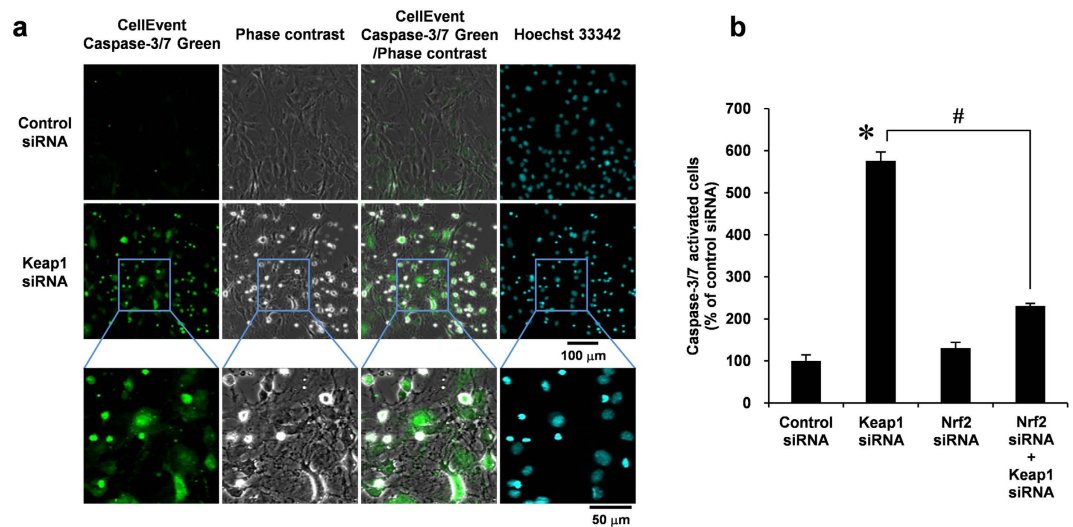 a
CellEvent
Caspase-3/7 Green
Phase contrast
CellEvent
Caspase-3/7 Green
/Phase contrast
Hoechst 33342
Control
siRNA
Keap1
siRNA
100 μm
50 μm
b
Caspase-3/7 activated cells
(% of control siRNA)
700
600
500
400
300
200
100
0
*
#
Control
siRNA
Keap1
siRNA
Nrf2
siRNA
Nrf2
siRNA
+
Keap1
siRNA